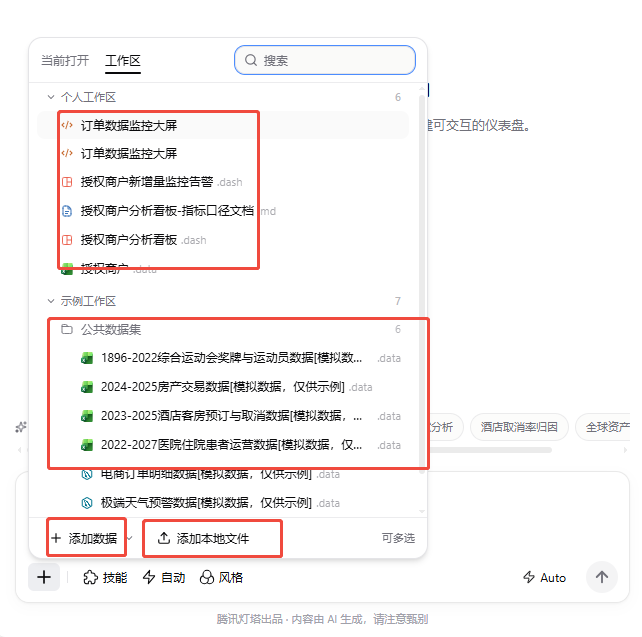 当前打开 工作区 搜索
个人工作区 6
建可交互的仪表盘。
</> 订单数据监控大屏
</> 订单数据监控大屏
授权商户新增量监控告警 .dash
授权商户分析看板-指标口径文档 md
授权商户分析看板 .dash
授权商户 .data
示例工作区 7
公共数据集 6
1896-2022综合运动会奖牌与运动员数据[模拟数... .data
2024-2025房产交易数据[模拟数据，仅供示例] .data
2023-2025酒店客房预订与取消数据[模拟数据，... .data
2022-2027医院住院患者运营数据[模拟数据，仅... .data
分析 酒店取消率归因 全球资产
电商订单明细数据[模拟数据，仅供示例] .data
极端天气预警数据[模拟数据，仅供示例] .data
+ 添加数据 添加本地文件 可多选
+ 技能 自动 风格 Auto
腾讯灯塔出品 · 内容由 AI 生成，请注意甄别